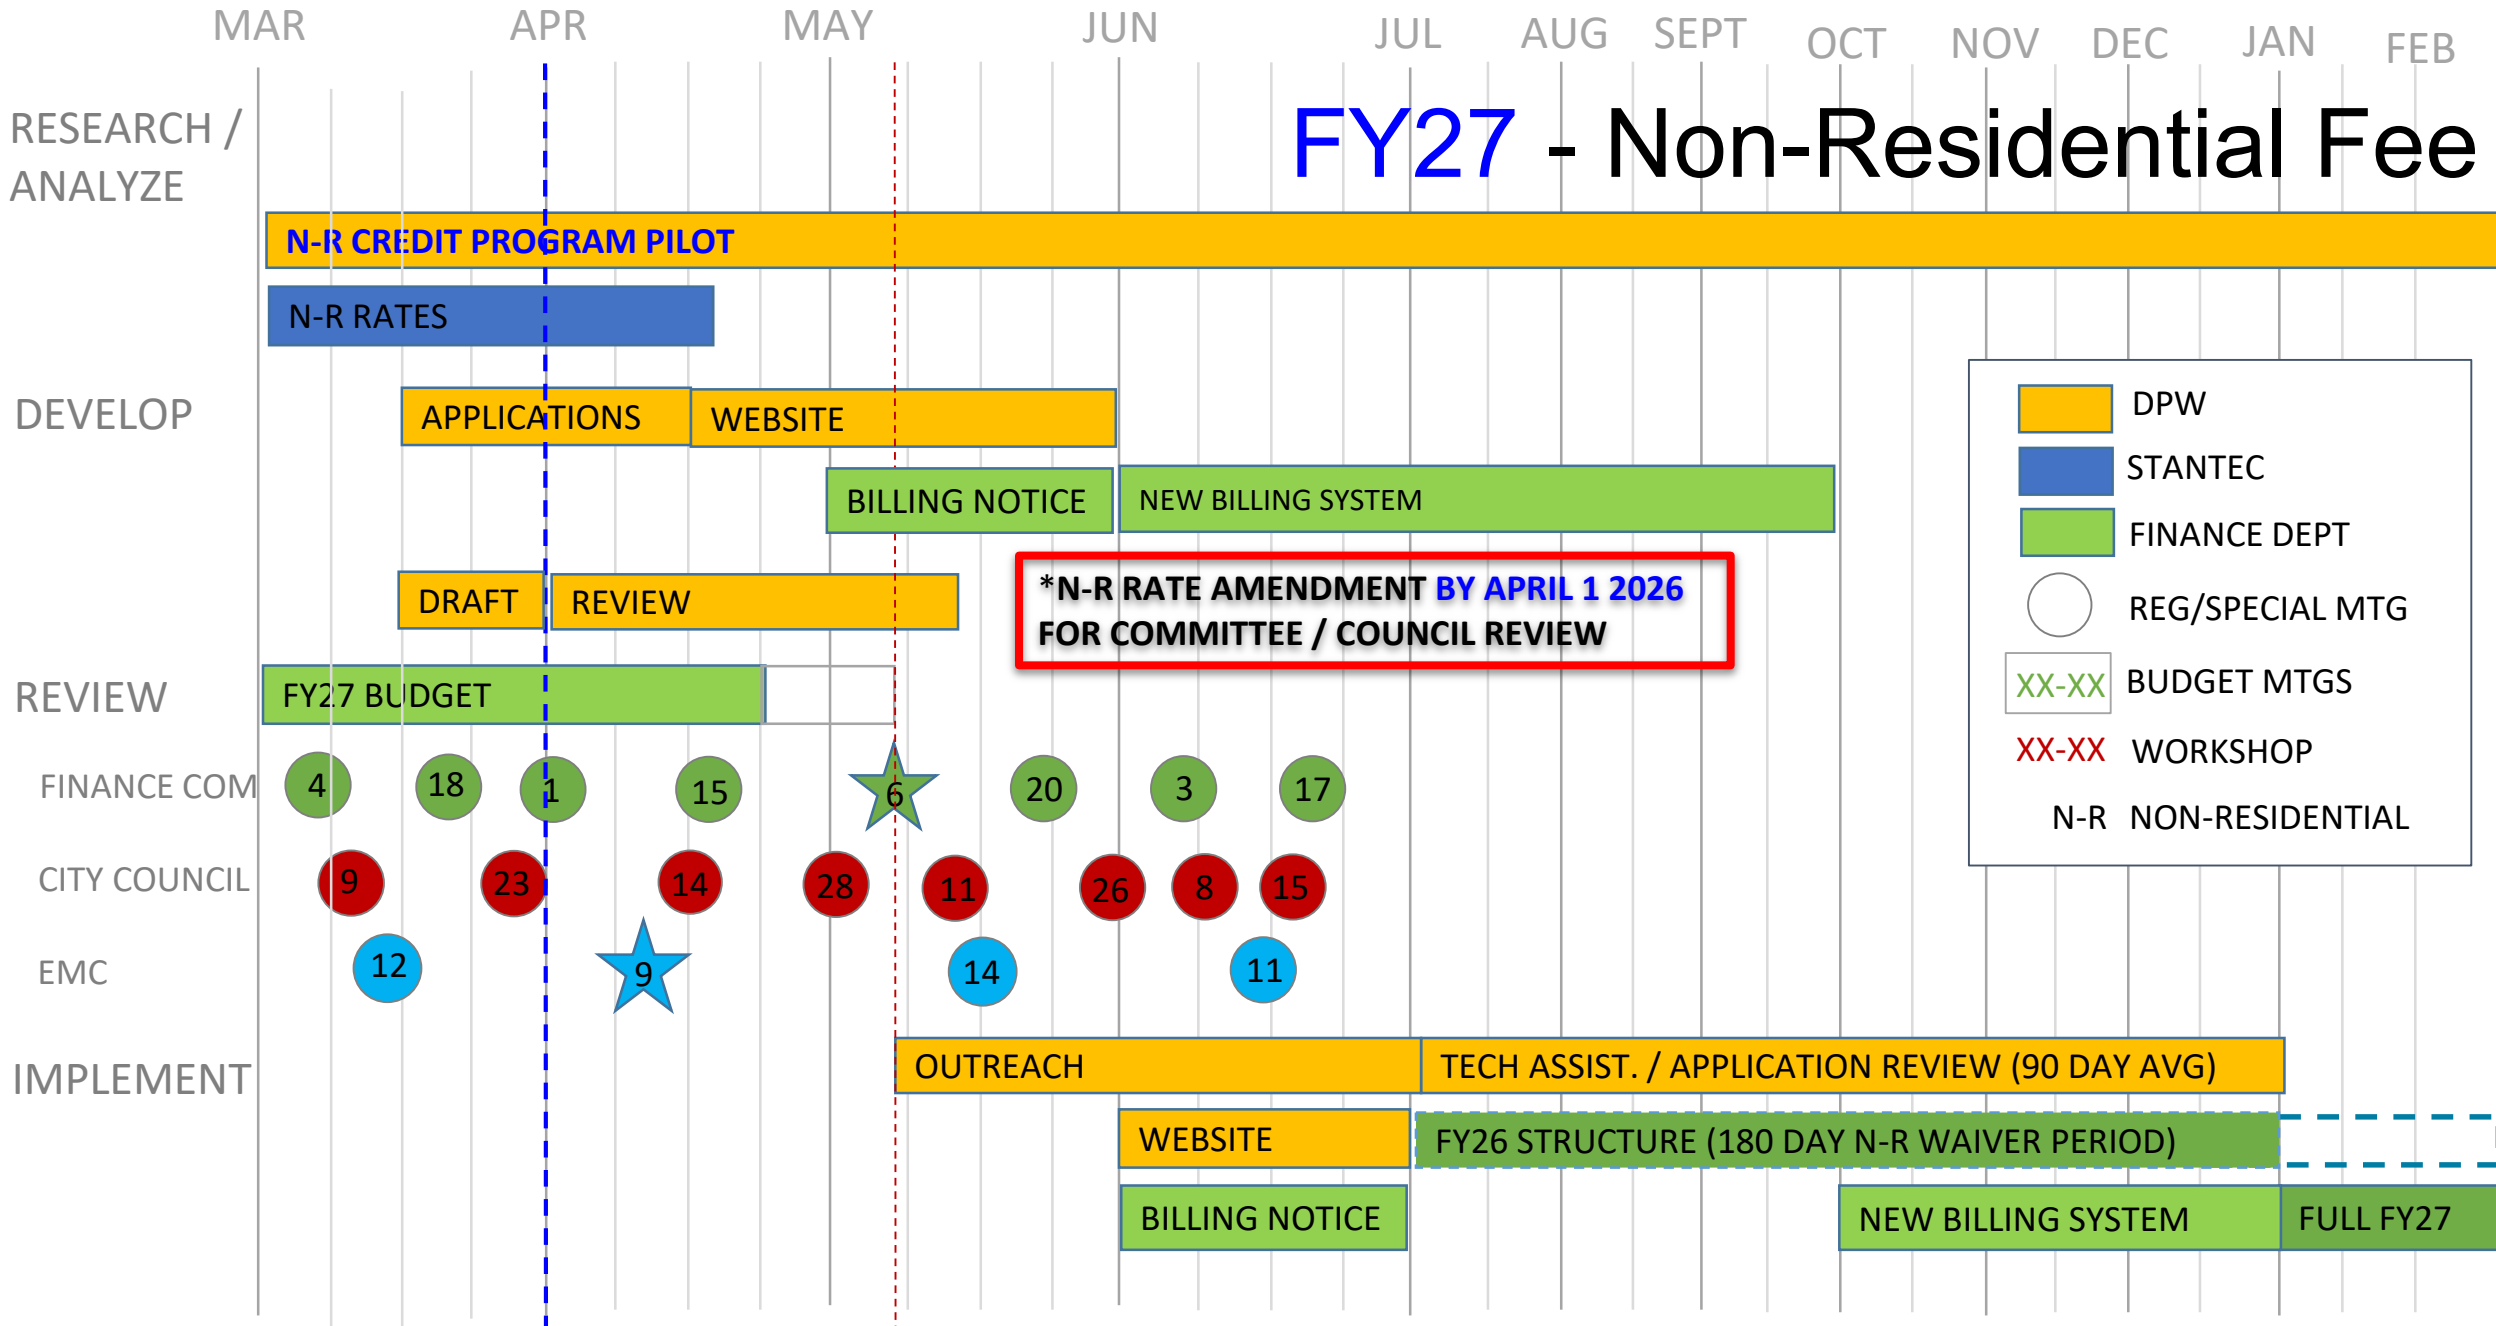 MAR APR MAY JUN JUL AUG SEPT OCT NOV DEC JAN FEB
FY27 - Non-Residential Fee
RESEARCH /
ANALYZE
N-R CREDIT PROGRAM PILOT
N-R RATES
DEVELOP
APPLICATIONS WEBSITE
BILLING NOTICE NEW BILLING SYSTEM
DRAFT REVIEW
*N-R RATE AMENDMENT BY APRIL 1 2026
FOR COMMITTEE / COUNCIL REVIEW
REVIEW
FY27 BUDGET
FINANCE COM 4 18 1 15 6 20 3 17
CITY COUNCIL 9 23 14 28 11 26 8 15
EMC 12 9 14 11
IMPLEMENT
OUTREACH TECH ASSIST. / APPLICATION REVIEW (90 DAY AVG)
WEBSITE FY26 STRUCTURE (180 DAY N-R WAIVER PERIOD)
BILLING NOTICE NEW BILLING SYSTEM FULL FY27
DPW
STANTEC
FINANCE DEPT
REG/SPECIAL MTG
XX-XX BUDGET MTGS
XX-XX WORKSHOP
N-R NON-RESIDENTIAL